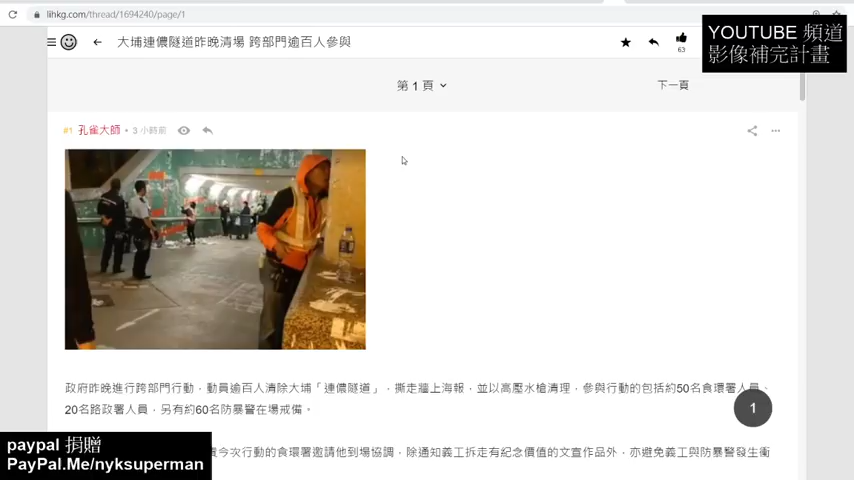 lihkg.com/thread/1694240/page/1
大埔連儂隧道昨晚清場 跨部門逾百人參與
63
YOUTUBE 頻道
影像補完計畫
第 1 頁
下一頁
#1 孔雀大師 • 3 小時前
政府昨晚進行跨部門行動，動員逾百人清除大埔「連儂隧道」，撕走牆上海報，並以高壓水槍清理，參與行動的包括約50名食環署人員、
20名路政署人員，另有約60名防暴警在場戒備。
1
paypal 捐贈
PayPal.Me/nyksuperman
今次行動的食環署邀請他到場協調，除通知義工拆走有紀念價值的文宣作品外，亦避免義工與防暴警發生衝